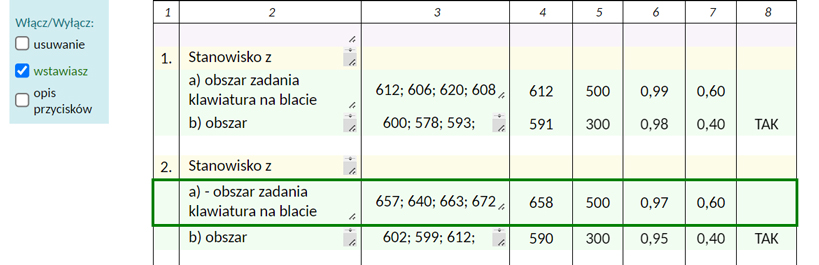 Włącz/Wyłącz:
usuwanie
wstawiasz
opis
przycisków
1 2 3 4 5 6 7 8
1. Stanowisko z
a) obszar zadania
klawiatura na blacie 612; 606; 620; 608 612 500 0,99 0,60
b) obszar 600; 578; 593; 591 300 0,98 0,40 TAK
2. Stanowisko z
a) - obszar zadania
klawiatura na blacie 657; 640; 663; 672 658 500 0,97 0,60
b) obszar 602; 599; 612; 590 300 0,95 0,40 TAK